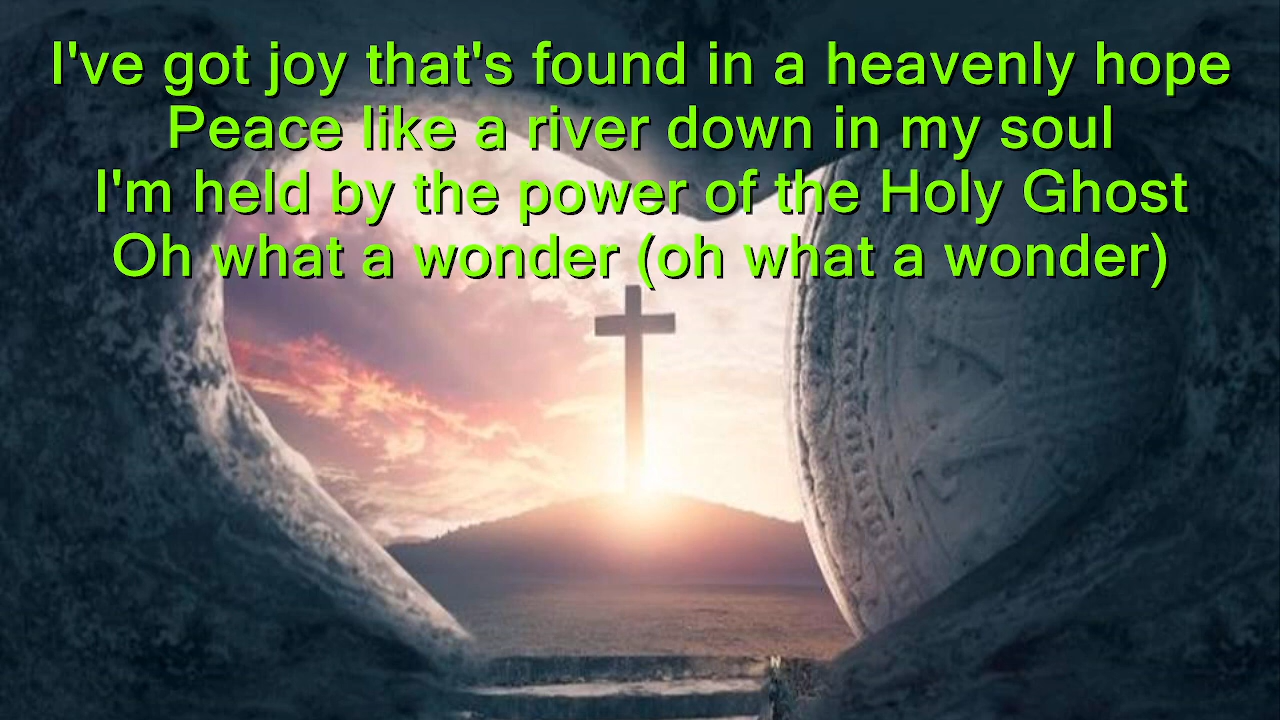 I've got joy that's found in a heavenly hope
Peace like a river down in my soul
I'm held by the power of the Holy Ghost
Oh what a wonder (oh what a wonder)